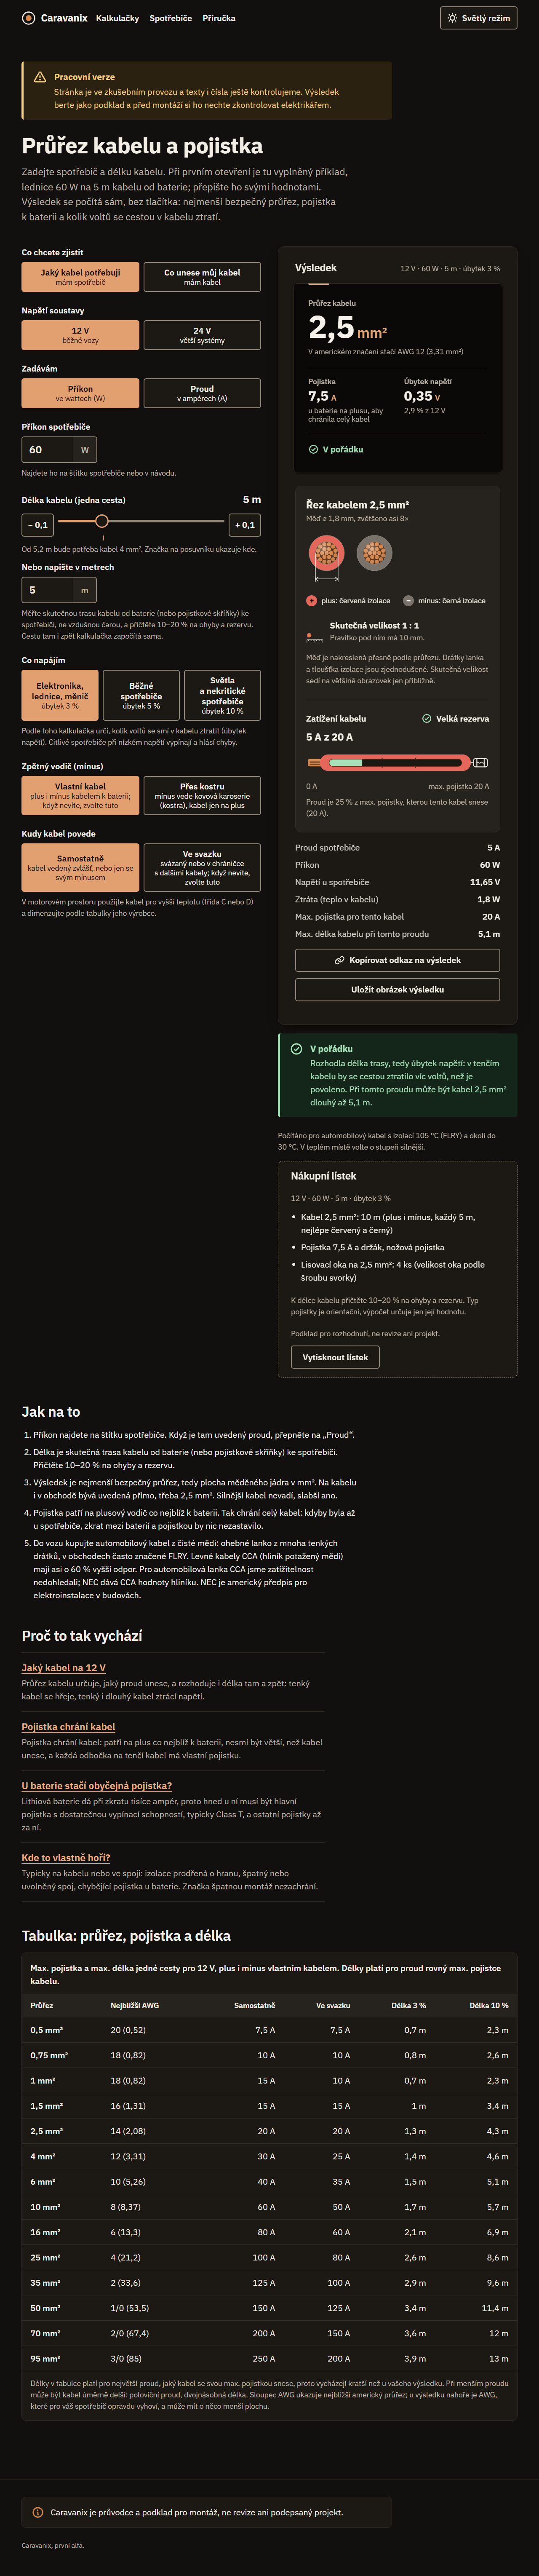 Caravanix Kalkulačky Spotřebiče Příručka Světlý režim
Pracovní verze
Stránka je ve zkušebním provozu a texty i čísla ještě kontrolujeme. Výsledek
berte jako podklad a před montáží si ho nechte zkontrolovat elektrikářem.
Průřez kabelu a pojistka
Zadejte spotřebič a délku kabelu. Při prvním otevření je tu vyplněný příklad,
lednice 60 W na 5 m kabelu od baterie; přepište ho svými hodnotami.
Výsledek se počítá sám, bez tlačítka: nejmenší bezpečný průřez, pojistka
k baterii a kolik voltů se cestou v kabelu ztratí.
Co chcete zjistit
Jaký kabel potřebuji
mám spotřebič
Co unese můj kabel
mám kabel
Napětí soustavy
12 V
běžné vozy
24 V
větší systémy
Zadávám
Příkon
ve wattech (W)
Proud
v ampérech (A)
Příkon spotřebiče
60 W
Najdete ho na štítku spotřebiče nebo v návodu.
Délka kabelu (jedna cesta) 5 m
− 0,1 + 0,1
Od 5,2 m bude potřeba kabel 4 mm². Značka na posuvníku ukazuje kde.
Nebo napište v metrech
5 m
Měřte skutečnou trasu kabelu od baterie (nebo pojistkové skříňky) ke
spotřebiči, ne vzdušnou čarou, a přičtěte 10–20 % na ohyby a rezervu.
Cestu tam i zpět kalkulačka započítá sama.
Co napájím
Elektronika,
lednice, měnič
úbytek 3 %
Běžné
spotřebiče
úbytek 5 %
Světla
a nekritické
spotřebiče
úbytek 10 %
Podle toho kalkulačka určí, kolik voltů se smí v kabelu ztratit (úbytek
napětí). Citlivé spotřebiče při nízkém napětí vypínají a hlásí chyby.
Zpětný vodič (mínus)
Vlastní kabel
plus i mínus kabelem k baterii;
když nevíte, zvolte tuto
Přes kostru
mínus vede kovová karoserie
(kostra), kabel jen na plus
Kudy kabel povede
Samostatně
kabel vedený zvlášť, nebo jen se
svým mínusem
Ve svazku
svázaný nebo v chráničce
s dalšími kabely; když nevíte,
zvolte tuto
V motorovém prostoru použijte kabel pro vyšší teplotu (třída C nebo D)
a dimenzujte podle tabulky jeho výrobce.
Výsledek 12 V · 60 W · 5 m · úbytek 3 %
Průřez kabelu
2,5 mm²
V americkém značení stačí AWG 12 (3,31 mm²)
Pojistka
7,5 A
u baterie na plusu, aby
chránila celý kabel
Úbytek napětí
0,35 V
2,9 % z 12 V
V pořádku
Řez kabelem 2,5 mm²
Měď ⌀ 1,8 mm, zvětšeno asi 8×
+ plus: červená izolace − mínus: černá izolace
Skutečná velikost 1 : 1
Pravítko pod ním má 10 mm.
Měď je nakreslená přesně podle průřezu. Drátky lanka
a tloušťka izolace jsou zjednodušené. Skutečná velikost
sedí na většině obrazovek jen přibližně.
Zatížení kabelu Velká rezerva
5 A z 20 A
0 A max. pojistka 20 A
Proud je 25 % z max. pojistky, kterou tento kabel snese
(20 A).
Proud spotřebiče 5 A
Příkon 60 W
Napětí u spotřebiče 11,65 V
Ztráta (teplo v kabelu) 1,8 W
Max. pojistka pro tento kabel 20 A
Max. délka kabelu při tomto proudu 5,1 m
Kopírovat odkaz na výsledek
Uložit obrázek výsledku
V pořádku
Rozhodla délka trasy, tedy úbytek napětí: v tenčím
kabelu by se cestou ztratilo víc voltů, než je
povoleno. Při tomto proudu může být kabel 2,5 mm²
dlouhý až 5,1 m.
Počítáno pro automobilový kabel s izolací 105 °C (FLRY) a okolí do
30 °C. V teplém místě volte o stupeň silnější.
Nákupní lístek
12 V · 60 W · 5 m · úbytek 3 %
• Kabel 2,5 mm²: 10 m (plus i mínus, každý 5 m,
nejlépe červený a černý)
• Pojistka 7,5 A a držák, nožová pojistka
• Lisovací oka na 2,5 mm²: 4 ks (velikost oka podle
šroubu svorky)
K délce kabelu přičtěte 10–20 % na ohyby a rezervu. Typ
pojistky je orientační, výpočet určuje jen její hodnotu.
Podklad pro rozhodnutí, ne revize ani projekt.
Vytisknout lístek
Jak na to
1. Příkon najdete na štítku spotřebiče. Když je tam uvedený proud, přepněte na „Proud“.
2. Délka je skutečná trasa kabelu od baterie (nebo pojistkové skříňky) ke spotřebiči.
Přičtěte 10–20 % na ohyby a rezervu.
3. Výsledek je nejmenší bezpečný průřez, tedy plocha měděného jádra v mm². Na kabelu
i v obchodě bývá uvedená přímo, třeba 2,5 mm². Silnější kabel nevadí, slabší ano.
4. Pojistka patří na plusový vodič co nejblíž k baterii. Tak chrání celý kabel: kdyby byla až
u spotřebiče, zkrat mezi baterií a pojistkou by nic nezastavilo.
5. Do vozu kupujte automobilový kabel z čisté mědi: ohebné lanko z mnoha tenkých
drátků, v obchodech často značené FLRY. Levné kabely CCA (hliník potažený mědí)
mají asi o 60 % vyšší odpor. Pro automobilová lanka CCA jsme zatížitelnost
nedohledali; NEC dává CCA hodnoty hliníku. NEC je americký předpis pro
elektroinstalace v budovách.
Proč to tak vychází
Jaký kabel na 12 V
Průřez kabelu určuje, jaký proud unese, a rozhoduje i délka tam a zpět: tenký
kabel se hřeje, tenký i dlouhý kabel ztrácí napětí.
Pojistka chrání kabel
Pojistka chrání kabel: patří na plus co nejblíž k baterii, nesmí být větší, než kabel
unese, a každá odbočka na tenčí kabel má vlastní pojistku.
U baterie stačí obyčejná pojistka?
Lithiová baterie dá při zkratu tisíce ampér, proto hned u ní musí být hlavní
pojistka s dostatečnou vypínací schopností, typicky Class T, a ostatní pojistky až
za ní.
Kde to vlastně hoří?
Typicky na kabelu nebo ve spoji: izolace prodřená o hranu, špatný nebo
uvolněný spoj, chybějící pojistka u baterie. Značka špatnou montáž nezachrání.
Tabulka: průřez, pojistka a délka
Max. pojistka a max. délka jedné cesty pro 12 V, plus i mínus vlastním kabelem. Délky platí pro proud rovný max. pojistce
kabelu.
Průřez Nejbližší AWG Samostatně Ve svazku Délka 3 % Délka 10 %
0,5 mm² 20 (0,52) 7,5 A 7,5 A 0,7 m 2,3 m
0,75 mm² 18 (0,82) 10 A 10 A 0,8 m 2,6 m
1 mm² 18 (0,82) 15 A 10 A 0,7 m 2,3 m
1,5 mm² 16 (1,31) 15 A 15 A 1 m 3,4 m
2,5 mm² 14 (2,08) 20 A 20 A 1,3 m 4,3 m
4 mm² 12 (3,31) 30 A 25 A 1,4 m 4,6 m
6 mm² 10 (5,26) 40 A 35 A 1,5 m 5,1 m
10 mm² 8 (8,37) 60 A 50 A 1,7 m 5,7 m
16 mm² 6 (13,3) 80 A 60 A 2,1 m 6,9 m
25 mm² 4 (21,2) 100 A 80 A 2,6 m 8,6 m
35 mm² 2 (33,6) 125 A 100 A 2,9 m 9,6 m
50 mm² 1/0 (53,5) 150 A 125 A 3,4 m 11,4 m
70 mm² 2/0 (67,4) 200 A 150 A 3,6 m 12 m
95 mm² 3/0 (85) 250 A 200 A 3,9 m 13 m
Délky v tabulce platí pro největší proud, jaký kabel se svou max. pojistkou snese, proto vycházejí kratší než u vašeho výsledku. Při menším proudu
může být kabel úměrně delší: poloviční proud, dvojnásobná délka. Sloupec AWG ukazuje nejbližší americký průřez; u výsledku nahoře je AWG,
které pro váš spotřebič opravdu vyhoví, a může mít o něco menší plochu.
Caravanix je průvodce a podklad pro montáž, ne revize ani podepsaný projekt.
Caravanix, první alfa.